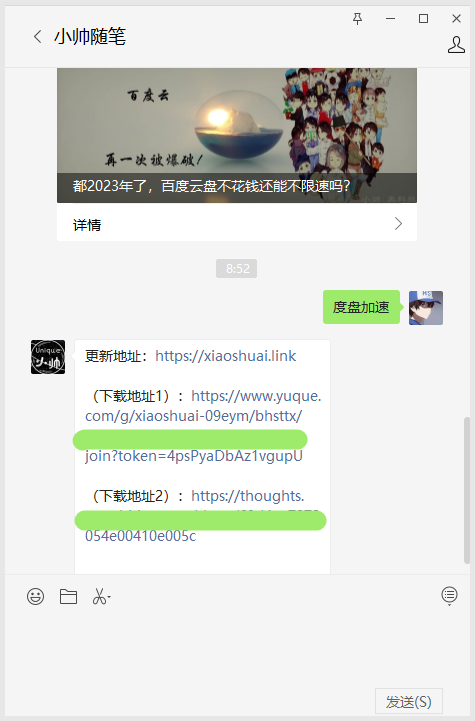 小帅随笔
百度云
再一次被爆破!
都2023年了，百度云盘不花钱还能不限速吗?
详情
8:52
度盘加速
Unique
小帅
更新地址：https://xiaoshuai.link
（下载地址1）：https://www.yuque.
com/g/xiaoshuai-09eym/bhsttx/
join?token=4psPyaDbAz1vgupU
（下载地址2）：https://thoughts.
054e00410e005c
发送(S)